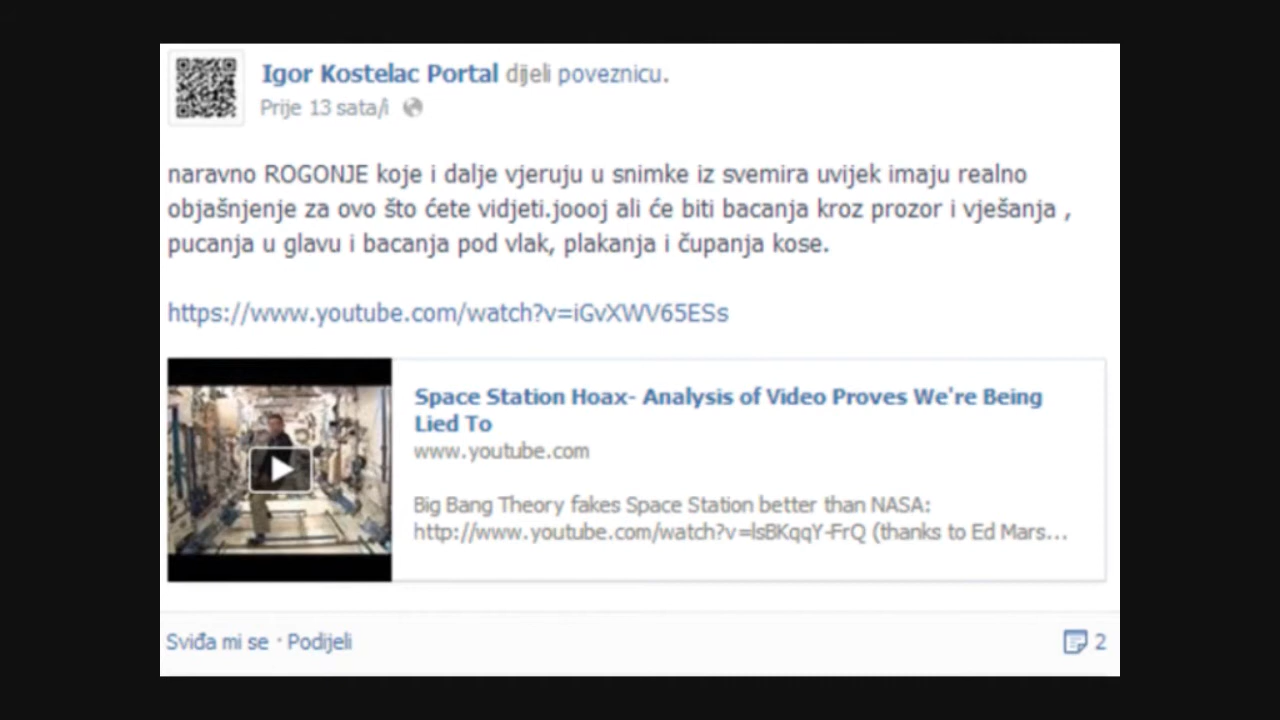 Igor Kostelac Portal dijeli poveznicu.
Prije 13 sata/i
naravno ROGONJE koje i dalje vjeruju u snimke iz svemira uvijek imaju realno
objašnjenje za ovo što ćete vidjeti.joooj ali će biti bacanja kroz prozor i vješanja ,
pucanja u glavu i bacanja pod vlak, plakanja i čupanja kose.
https://www.youtube.com/watch?v=iGvXWV65ESs
Space Station Hoax- Analysis of Video Proves We're Being
Lied To
www.youtube.com
Big Bang Theory fakes Space Station better than NASA:
http://www.youtube.com/watch?v=lsBKqqY-FrQ (thanks to Ed Mars...
Sviđa mi se · Podijeli
2